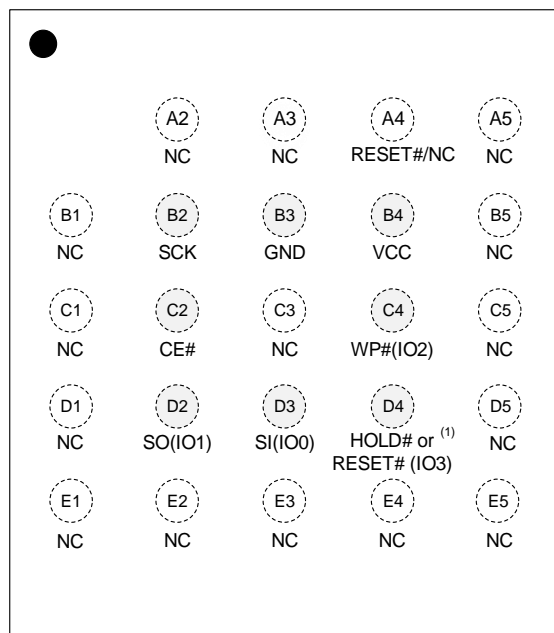 A2 A3 A4 A5
NC NC RESET#/NC NC
B1 B2 B3 B4 B5
NC SCK GND VCC NC
C1 C2 C3 C4 C5
NC CE# NC WP#(IO2) NC
D1 D2 D3 D4 D5
NC SO(IO1) SI(IO0) HOLD# or (1) NC
RESET# (IO3)
E1 E2 E3 E4 E5
NC NC NC NC NC